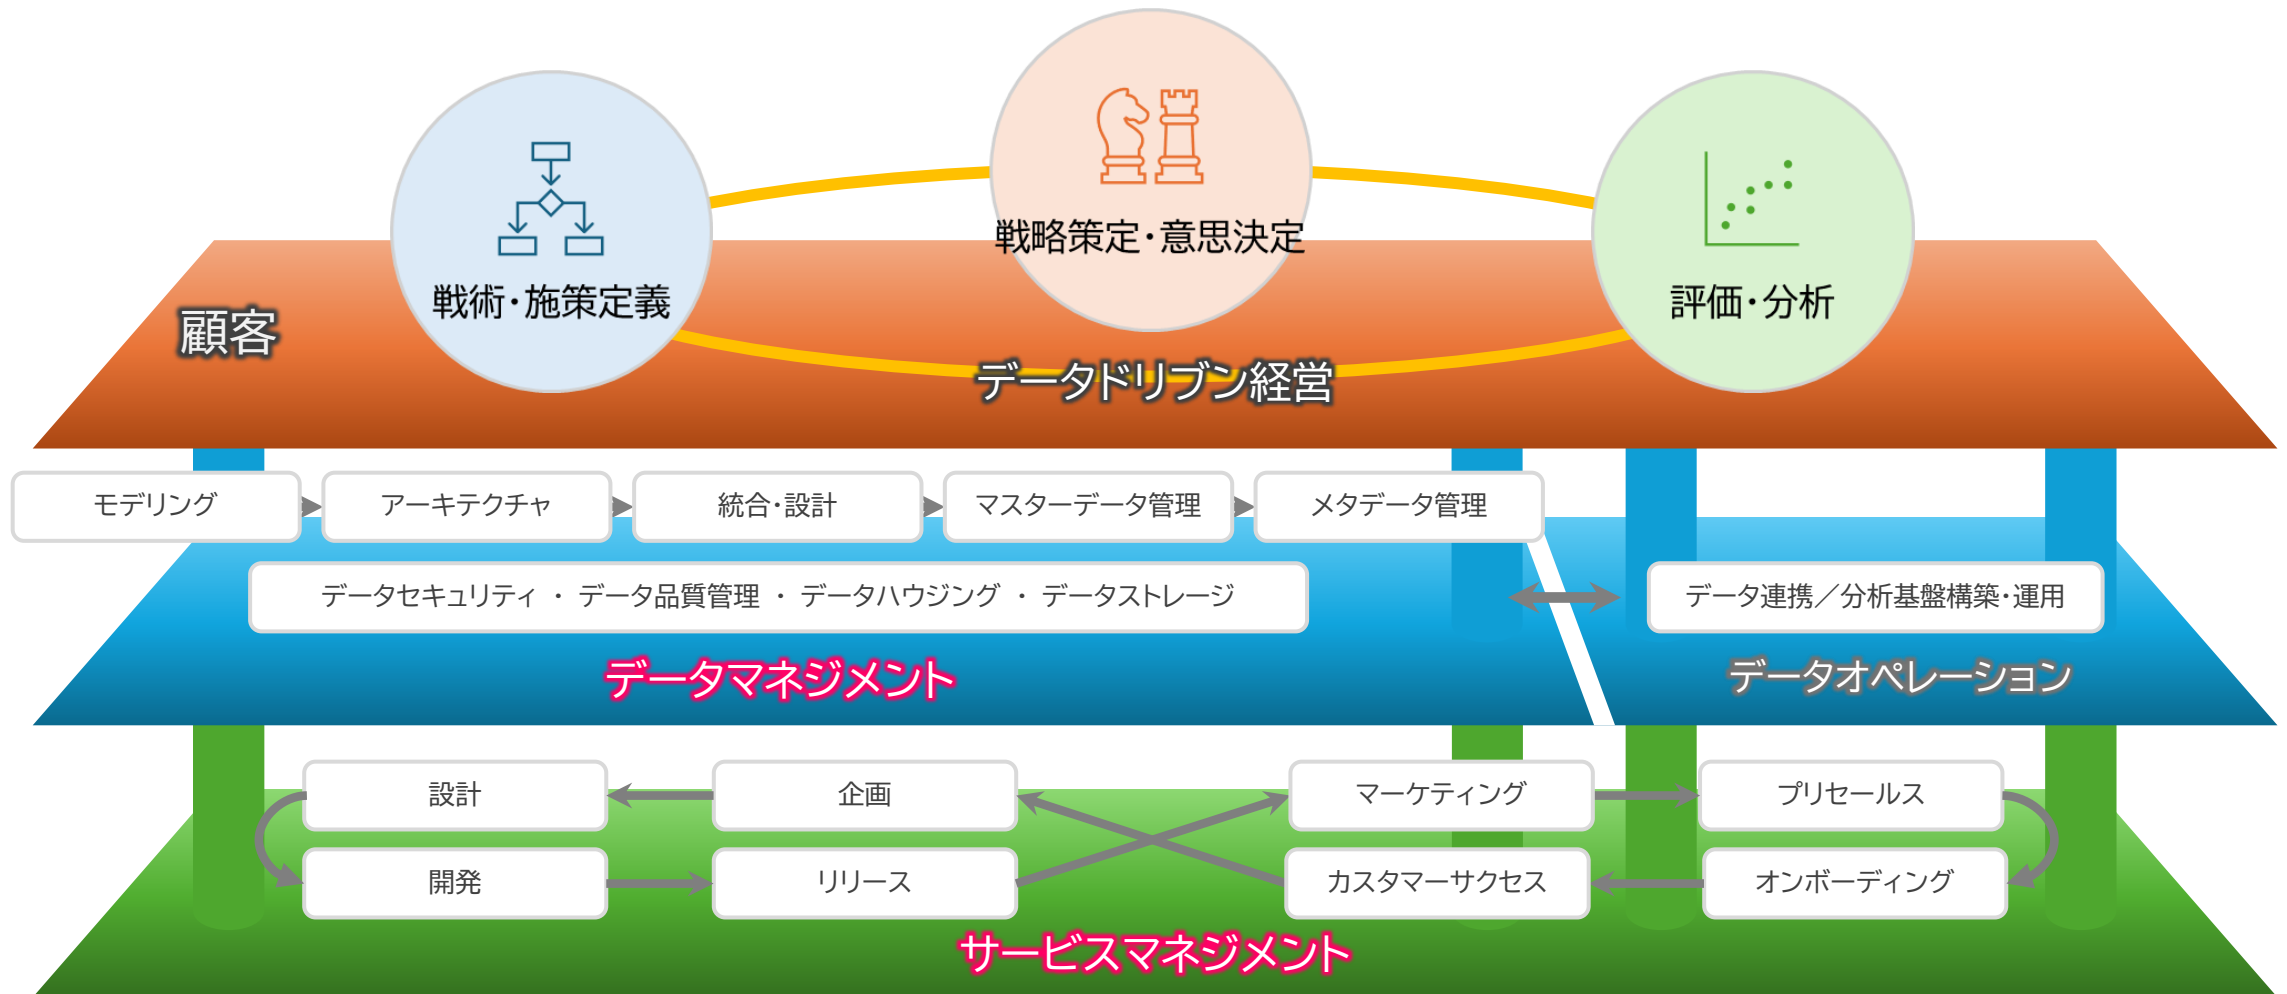 戦略策定・意思決定
戦術・施策定義
評価・分析
顧客
データドリブン経営
モデリング
アーキテクチャ
統合・設計
マスターデータ管理
メタデータ管理
データセキュリティ ・ データ品質管理 ・ データハウジング ・ データストレージ
データ連携／分析基盤構築・運用
データマネジメント
データオペレーション
設計
企画
マーケティング
プリセールス
開発
リリース
カスタマーサクセス
オンボーディング
サービスマネジメント